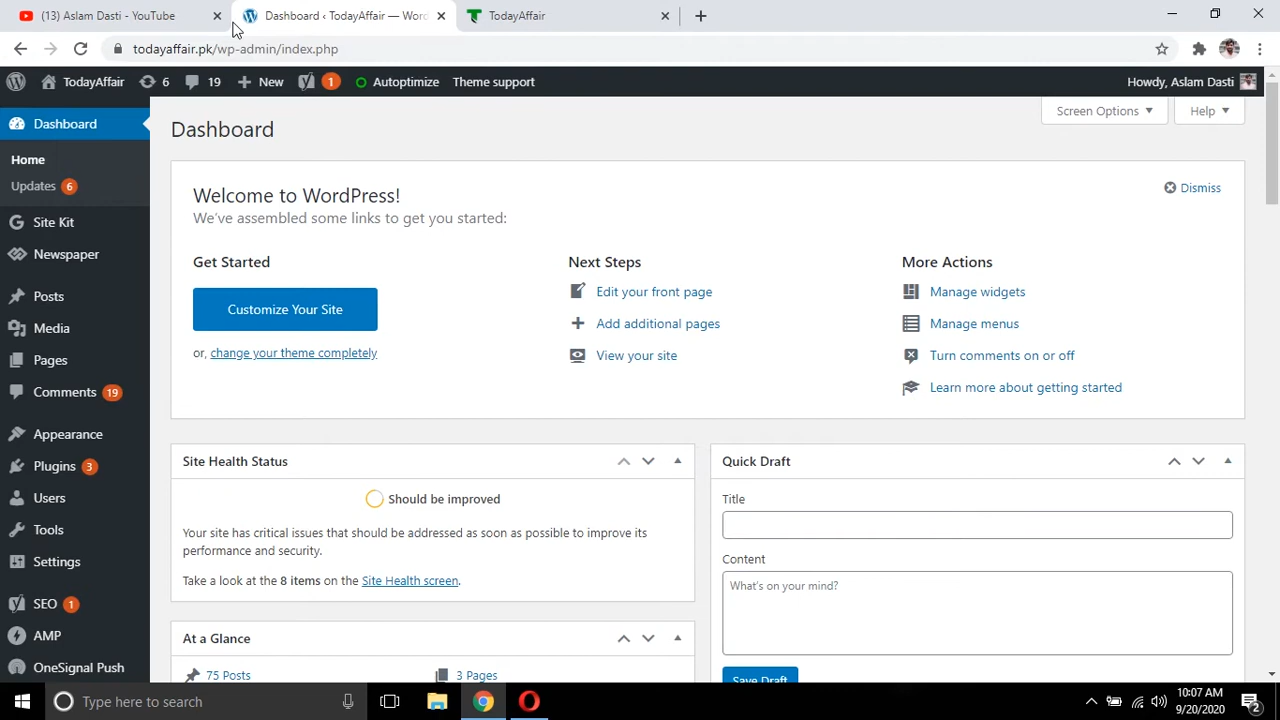 (13) Aslam Dasti - YouTube
Dashboard ‹ TodayAffair — Word
TodayAffair
todayaffair.pk/wp-admin/index.php
TodayAffair 6 19 New 1 Autoptimize Theme support
Howdy, Aslam Dasti
Dashboard
Home
Updates 6
Site Kit
Newspaper
Posts
Media
Pages
Comments 19
Appearance
Plugins 3
Users
Tools
Settings
SEO 1
AMP
OneSignal Push
Screen Options
Help
Dashboard
Welcome to WordPress!
We've assembled some links to get you started:
Dismiss
Get Started
Customize Your Site
or, change your theme completely
Next Steps
Edit your front page
Add additional pages
View your site
More Actions
Manage widgets
Manage menus
Turn comments on or off
Learn more about getting started
Site Health Status
Should be improved
Your site has critical issues that should be addressed as soon as possible to improve its
performance and security.
Take a look at the 8 items on the Site Health screen.
At a Glance
75 Posts
3 Pages
Quick Draft
Title
Content
What's on your mind?
Save Draft
Type here to search
10:07 AM
9/20/2020
2